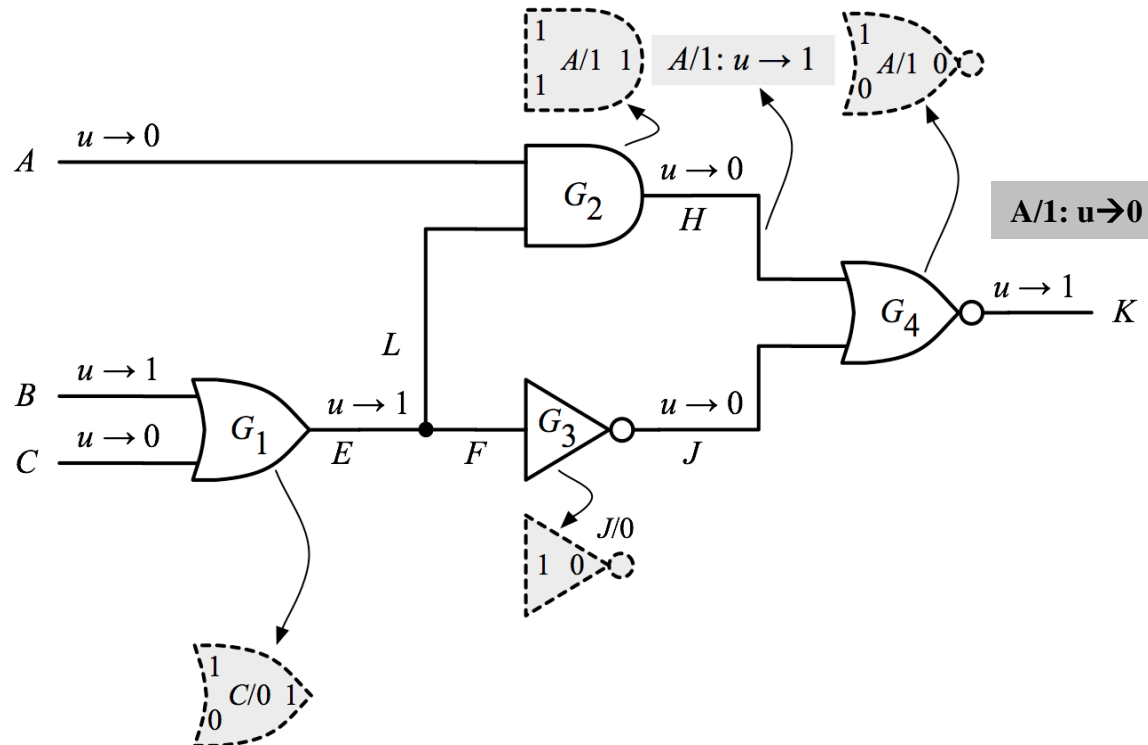 1
A/1 1
1
A/1: u → 1
1
A/1 0
0
u → 0
A
G2
u → 0
H
A/1: u→0
G4
u → 1
K
L
u → 1
B
u → 0
C
G1
u → 1
E
F
G3
u → 0
J
J/0
1 0
1
C/0 1
0